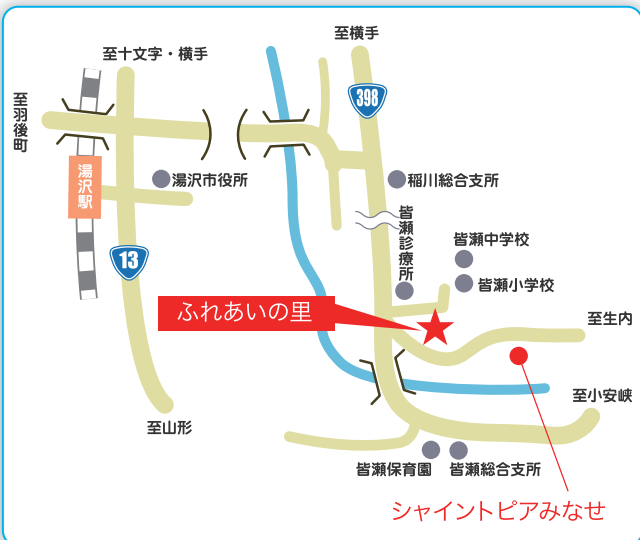 至横手
至十文字・横手
398
至羽後町
湯沢駅
湯沢市役所
稲川総合支所
皆瀬診療所
皆瀬中学校
13
皆瀬小学校
ふれあいの里
至生内
至小安峡
至山形
皆瀬保育園
皆瀬総合支所
シャイントピアみなせ